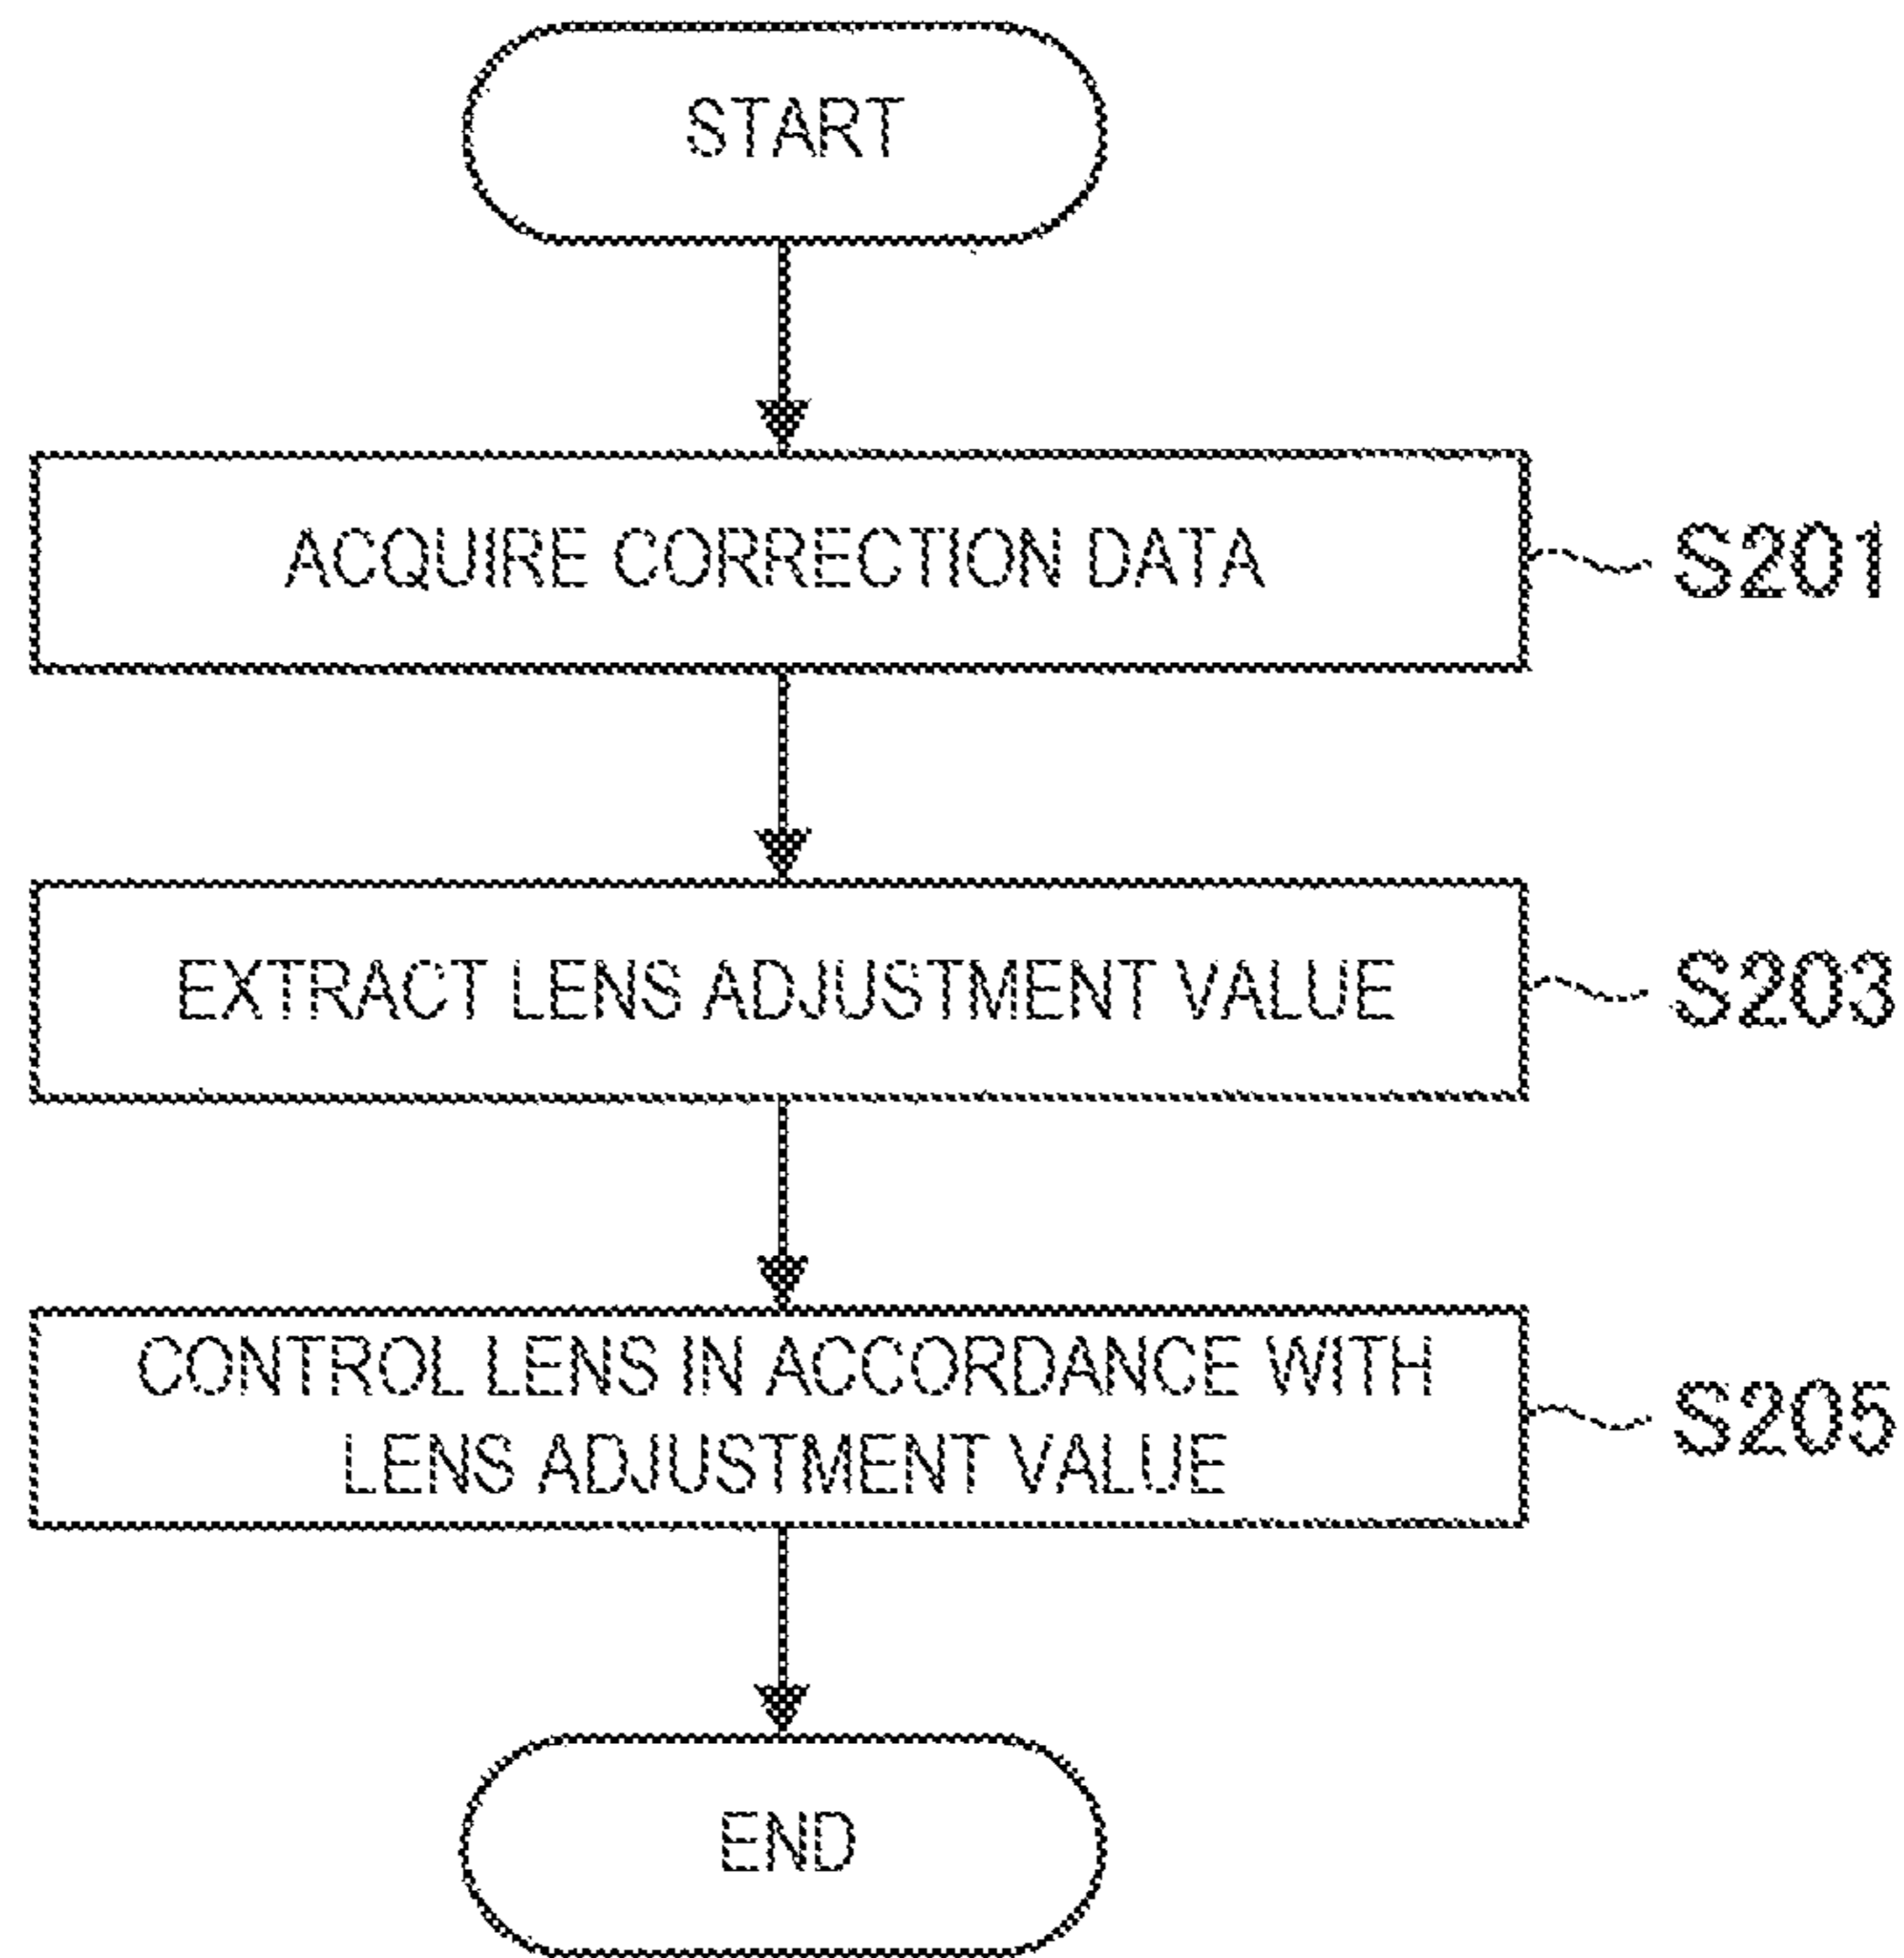 START
ACQUIRE CORRECTION DATA
S201
EXTRACT LENS ADJUSTMENT VALUE
S203
CONTROL LENS IN ACCORDANCE WITH
LENS ADJUSTMENT VALUE
S205
END